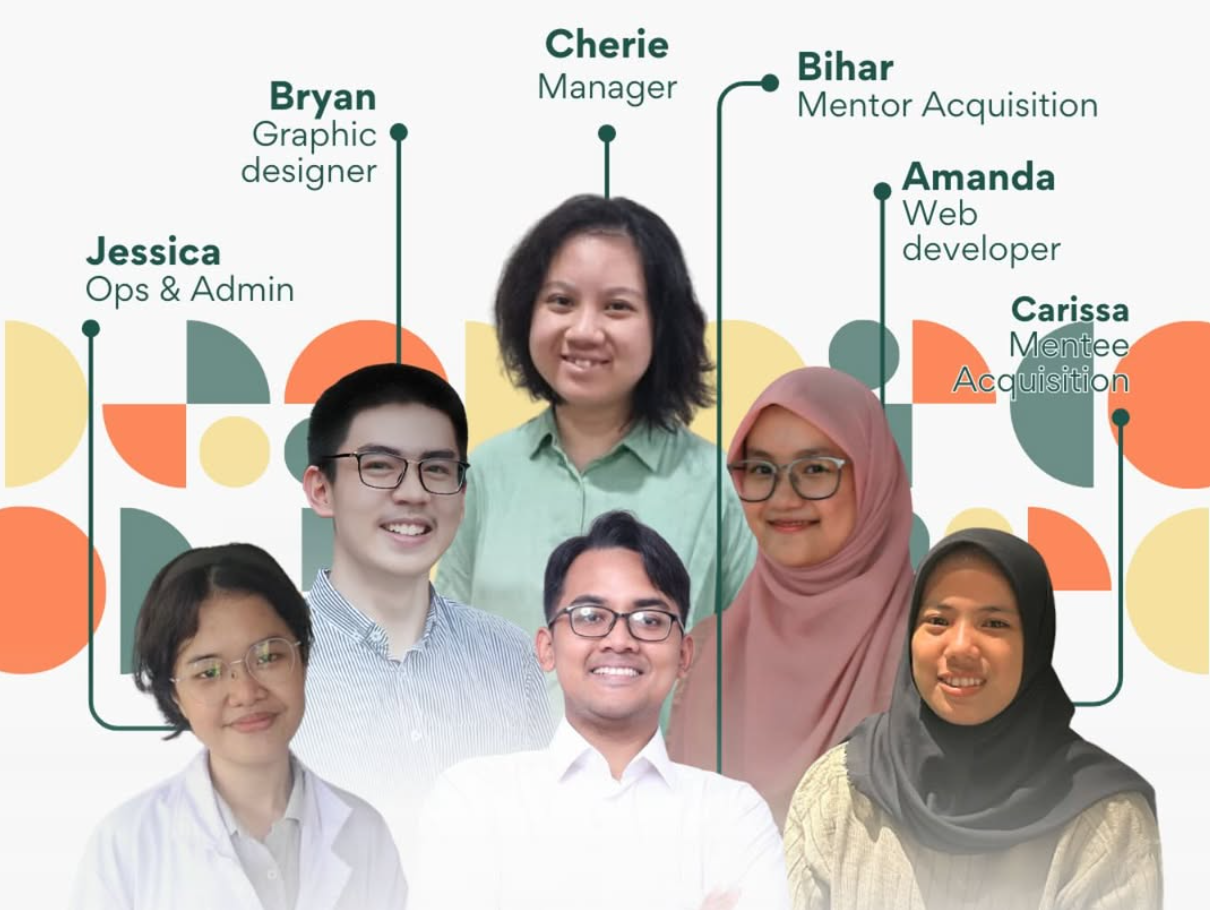 Cherie
Manager
Bihar
Mentor Acquisition
Bryan
Graphic
designer
Amanda
Web
developer
Jessica
Ops & Admin
Carissa
Mentee
Acquisition